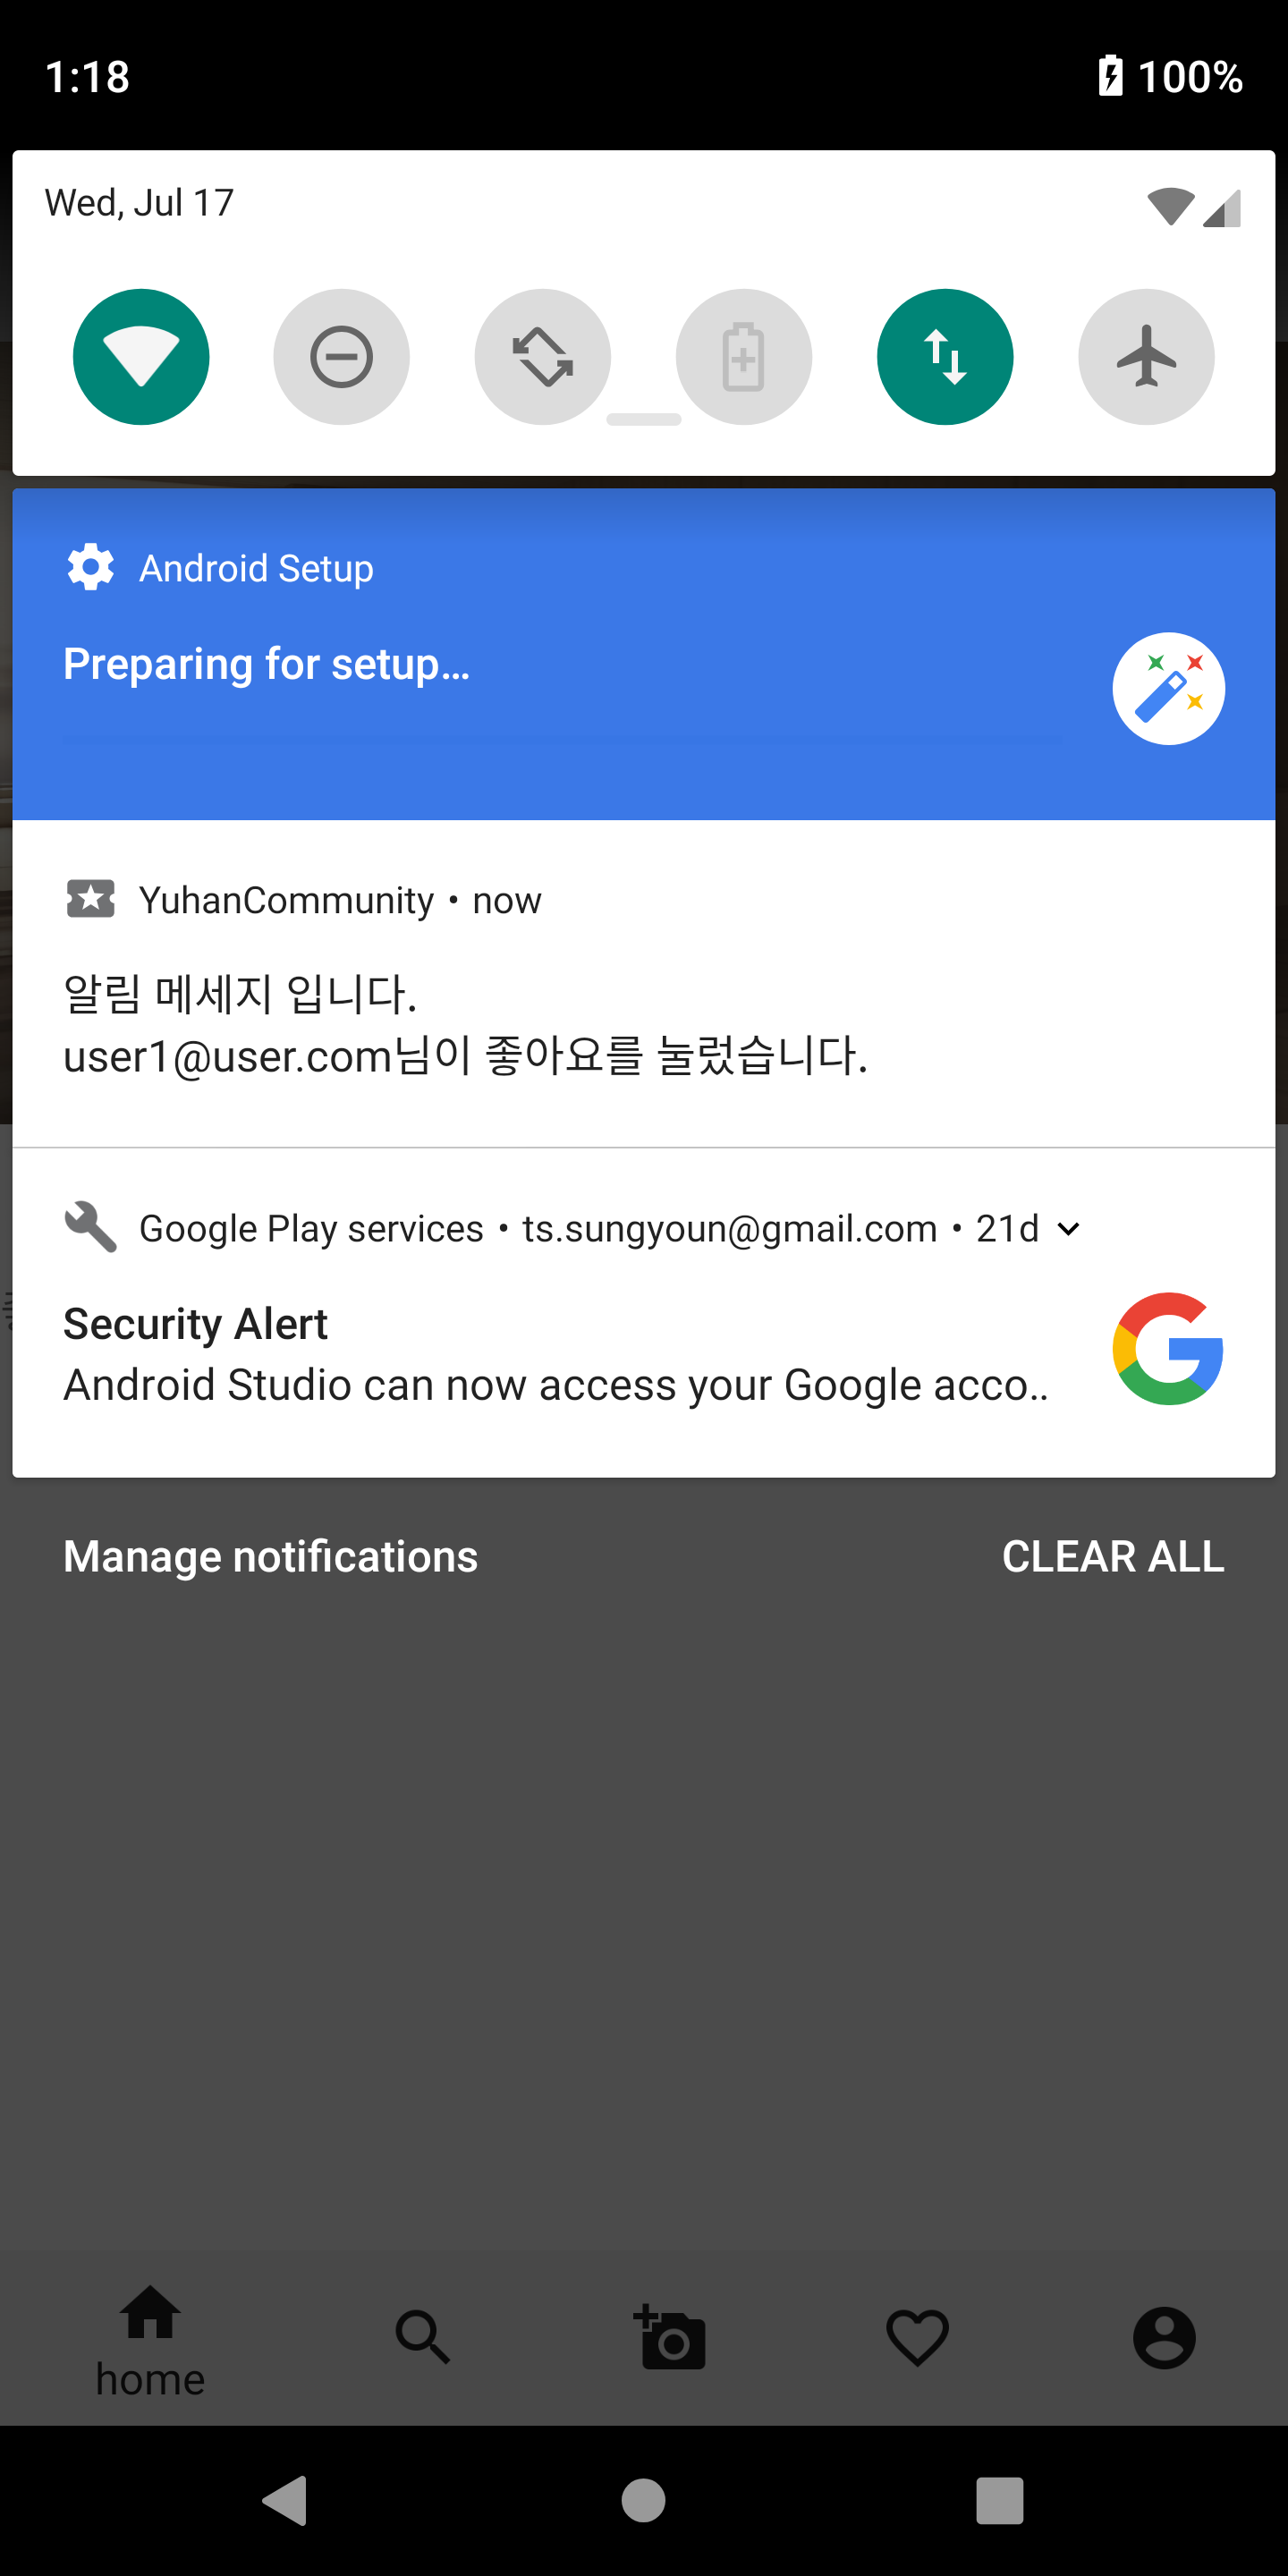 1:18
100%
Wed, Jul 17
Android Setup
Preparing for setup...
YuhanCommunity • now
알림 메세지 입니다.
user1@user.com님이 좋아요를 눌렀습니다.
Google Play services • ts.sungyoun@gmail.com • 21d
Security Alert
Android Studio can now access your Google acco..
Manage notifications
CLEAR ALL
home